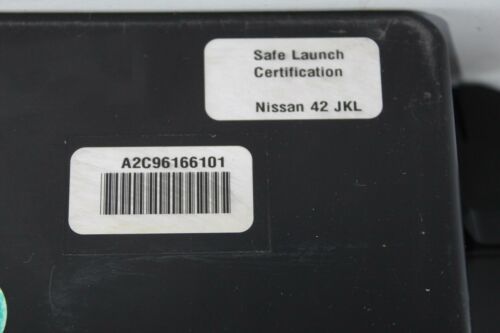 Safe Launch
Certification
Nissan 42 JKL
A2C96166101